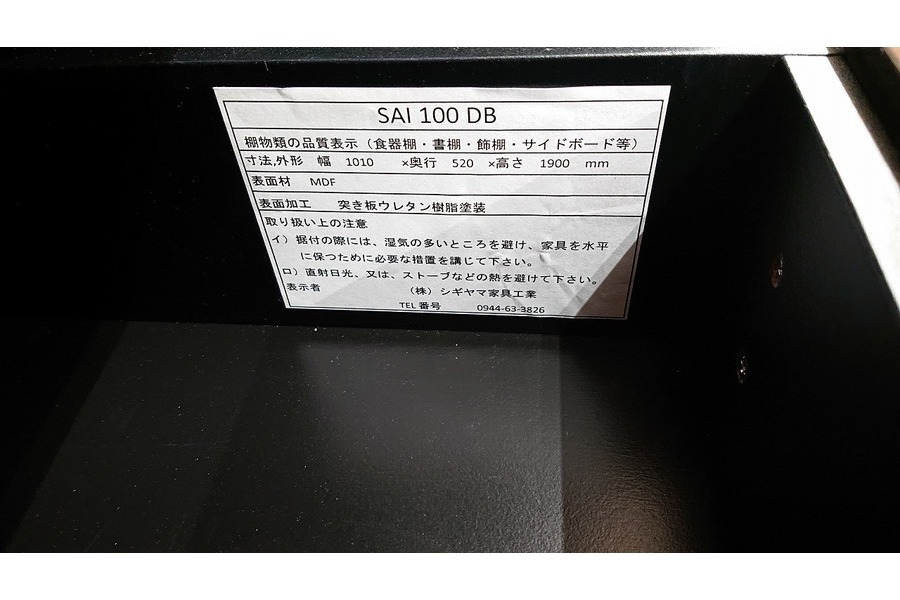 SAI 100 DB
棚物類の品質表示（食器棚・書棚・飾棚・サイドボード等）
寸法,外形 幅 1010 ×奥行 520 ×高さ 1900 mm
表面材 MDF
表面加工 突き板ウレタン樹脂塗装
取り扱い上の注意
イ）据付の際には、湿気の多いところを避け、家具を水平
に保つために必要な措置を講じて下さい。
ロ）直射日光、又は、ストーブなどの熱を避けて下さい。
表示者 （株）シギヤマ家具工業
TEL番号 0944-63-3826